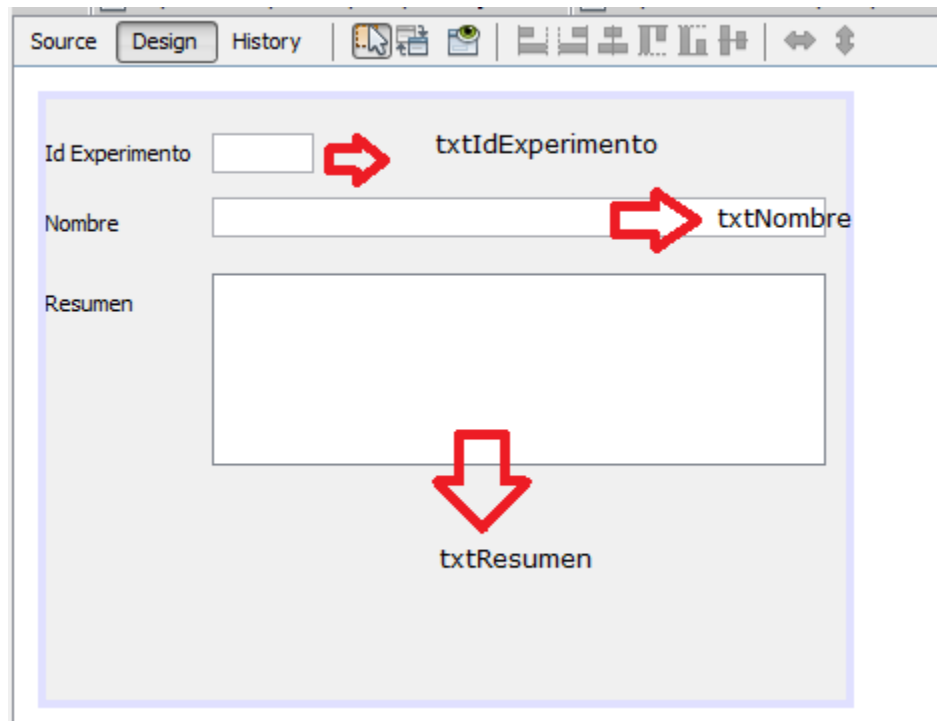 Source Design History
Id Experimento txtIdExperimento
Nombre txtNombre
Resumen
txtResumen